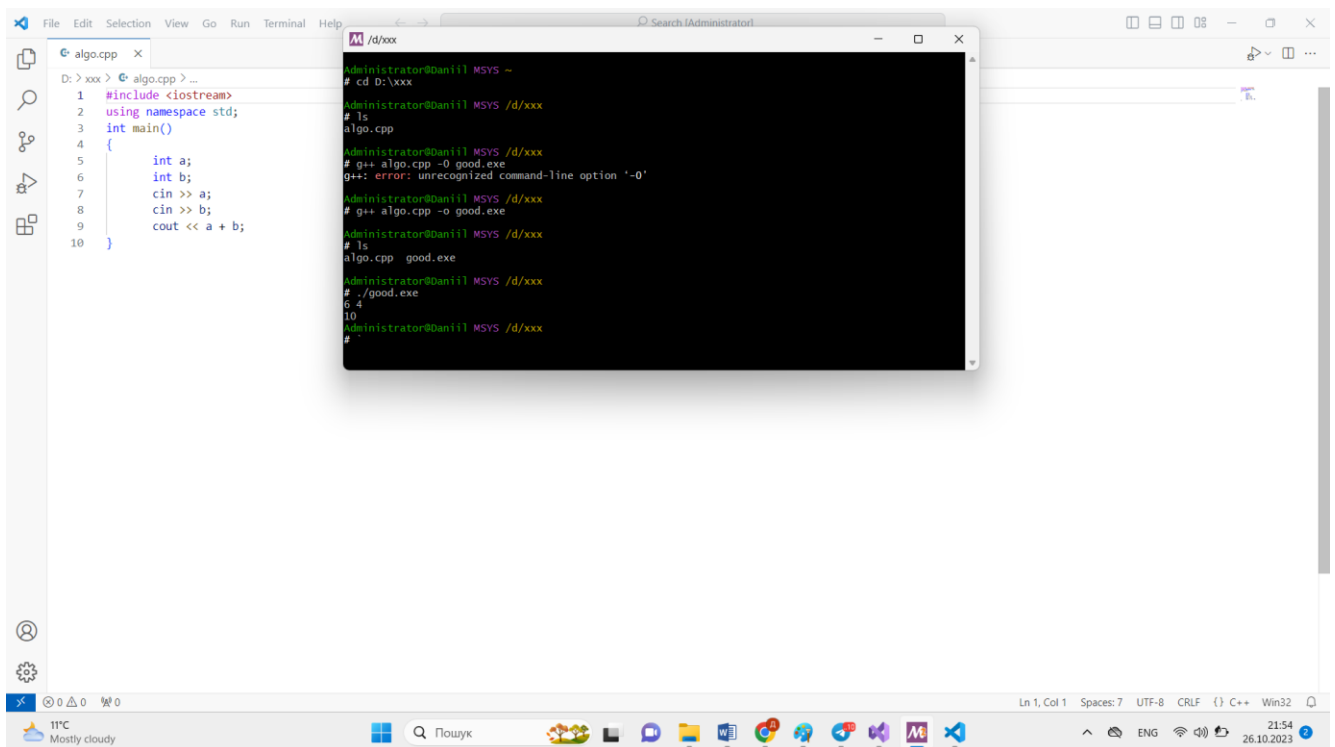 File Edit Selection View Go Run Terminal Help
Search [Administrator]
algo.cpp
D: > xxx > algo.cpp > ...
1 #include <iostream>
2 using namespace std;
3 int main()
4 {
5 int a;
6 int b;
7 cin >> a;
8 cin >> b;
9 cout << a + b;
10 }
/d/xxx
Administrator@Daniil MSYS ~
# cd D:\xxx
Administrator@Daniil MSYS /d/xxx
# ls
algo.cpp
Administrator@Daniil MSYS /d/xxx
# g++ algo.cpp -O good.exe
g++: error: unrecognized command-line option ‘-O’
Administrator@Daniil MSYS /d/xxx
# g++ algo.cpp -o good.exe
Administrator@Daniil MSYS /d/xxx
# ls
algo.cpp good.exe
Administrator@Daniil MSYS /d/xxx
# ./good.exe
6 4
10
Administrator@Daniil MSYS /d/xxx
# `
0 0 0
Ln 1, Col 1 Spaces: 7 UTF-8 CRLF {} C++ Win32
11°C
Mostly cloudy
Пошук
ENG
21:54
26.10.2023
2